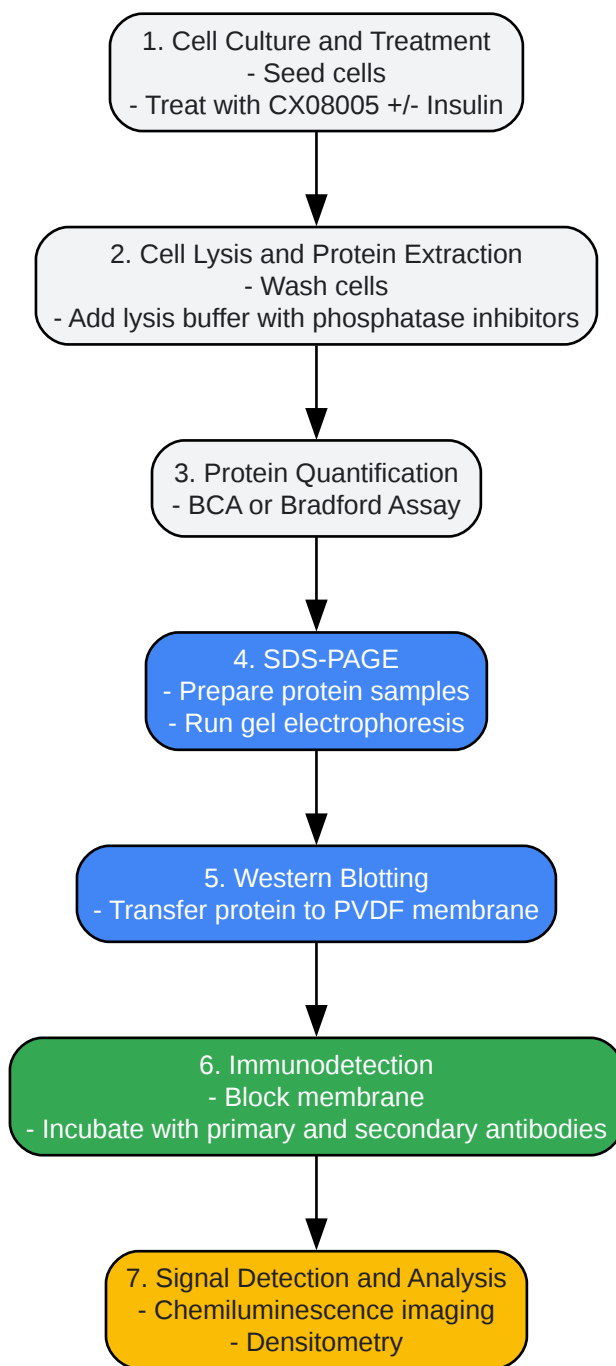 1. Cell Culture and Treatment
- Seed cells
- Treat with CX08005 +/- Insulin
2. Cell Lysis and Protein Extraction
- Wash cells
- Add lysis buffer with phosphatase inhibitors
3. Protein Quantification
- BCA or Bradford Assay
4. SDS-PAGE
- Prepare protein samples
- Run gel electrophoresis
5. Western Blotting
- Transfer protein to PVDF membrane
6. Immunodetection
- Block membrane
- Incubate with primary and secondary antibodies
7. Signal Detection and Analysis
- Chemiluminescence imaging
- Densitometry